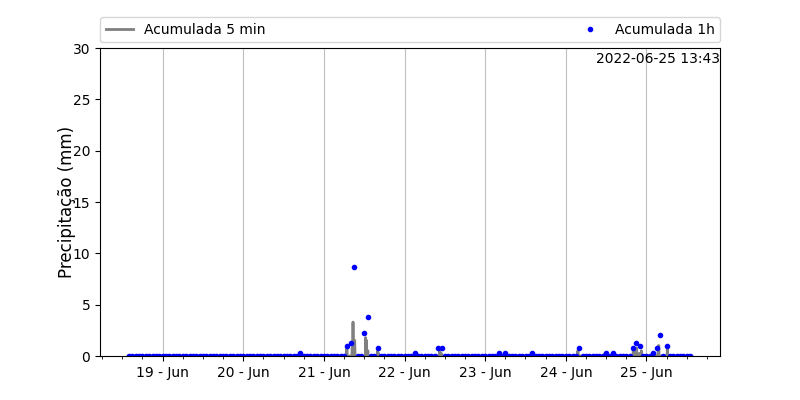 Acumulada 5 min
Acumulada 1h
2022-06-25 13:43
Precipitação (mm)
30
25
20
15
10
5
0
19 - Jun
20 - Jun
21 - Jun
22 - Jun
23 - Jun
24 - Jun
25 - Jun